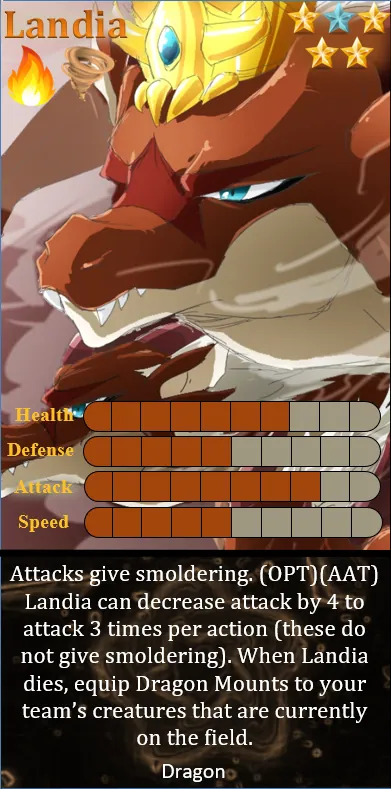 Landia
Health
Defense
Attack
Speed
Attacks give smoldering. (OPT)(AAT)
Landia can decrease attack by 4 to
attack 3 times per action (these do
not give smoldering). When Landia
dies, equip Dragon Mounts to your
team’s creatures that are currently
on the field.
Dragon